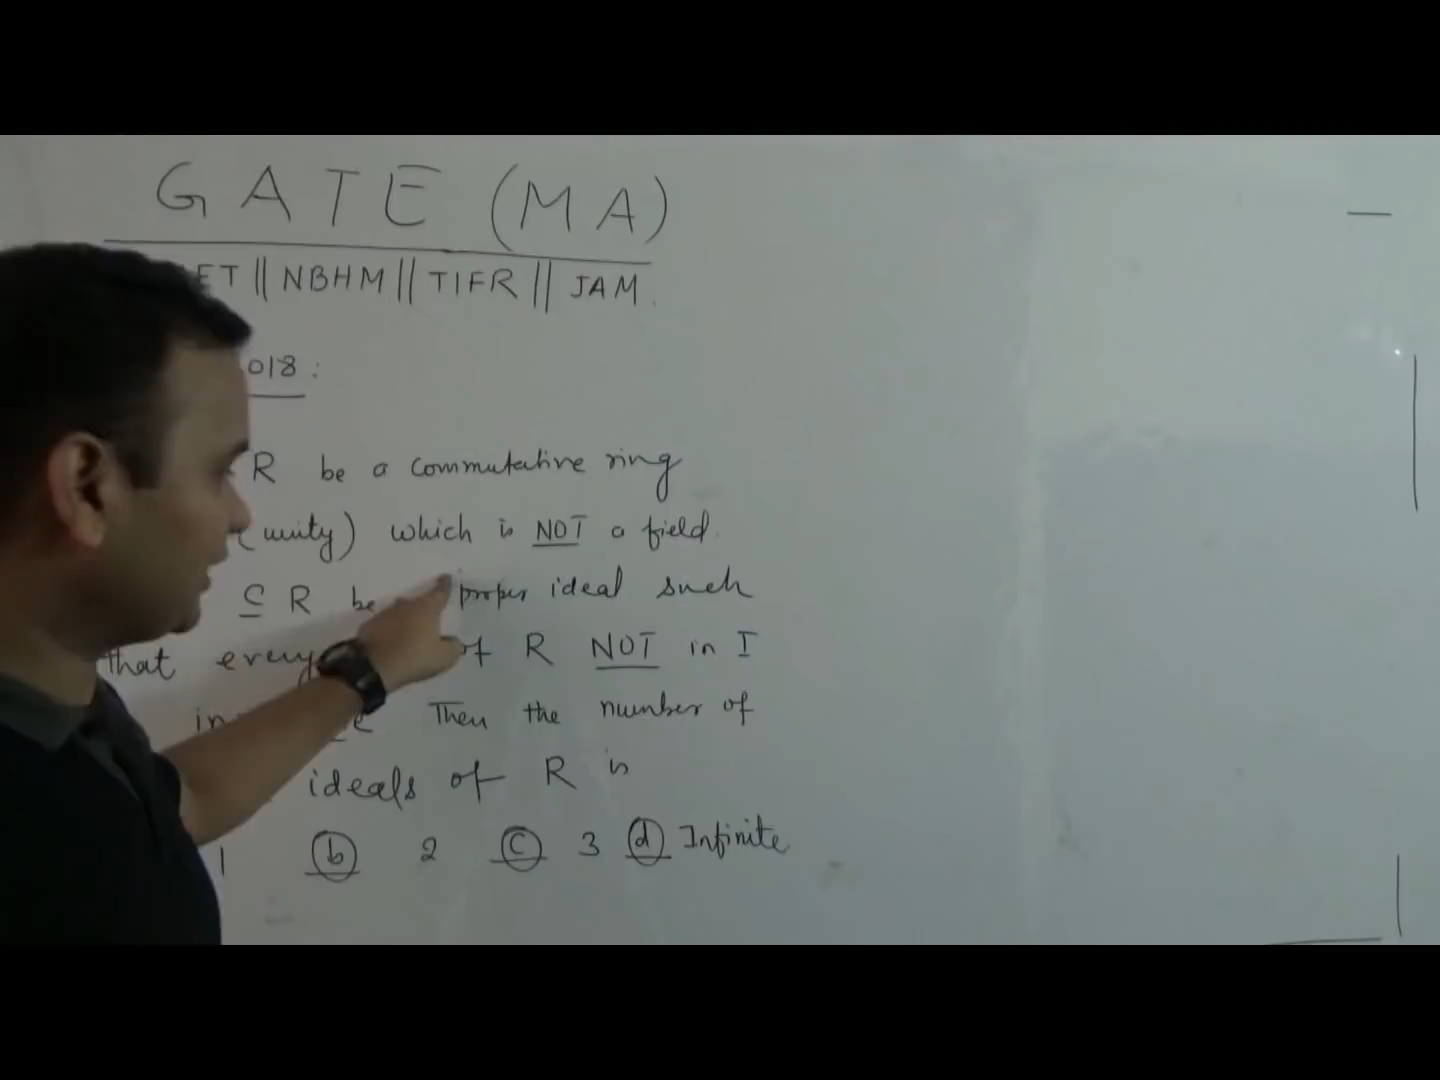 GATE (MA)
ET || NBHM || TIFR || JAM.
018 :
R be a commutative ring
(unity) which is NOT a field.
⊆ R be proper ideal such
that every of R NOT in I
Then the number of
ideals of R is
1 (b) 2 (c) 3 (d) Infinite